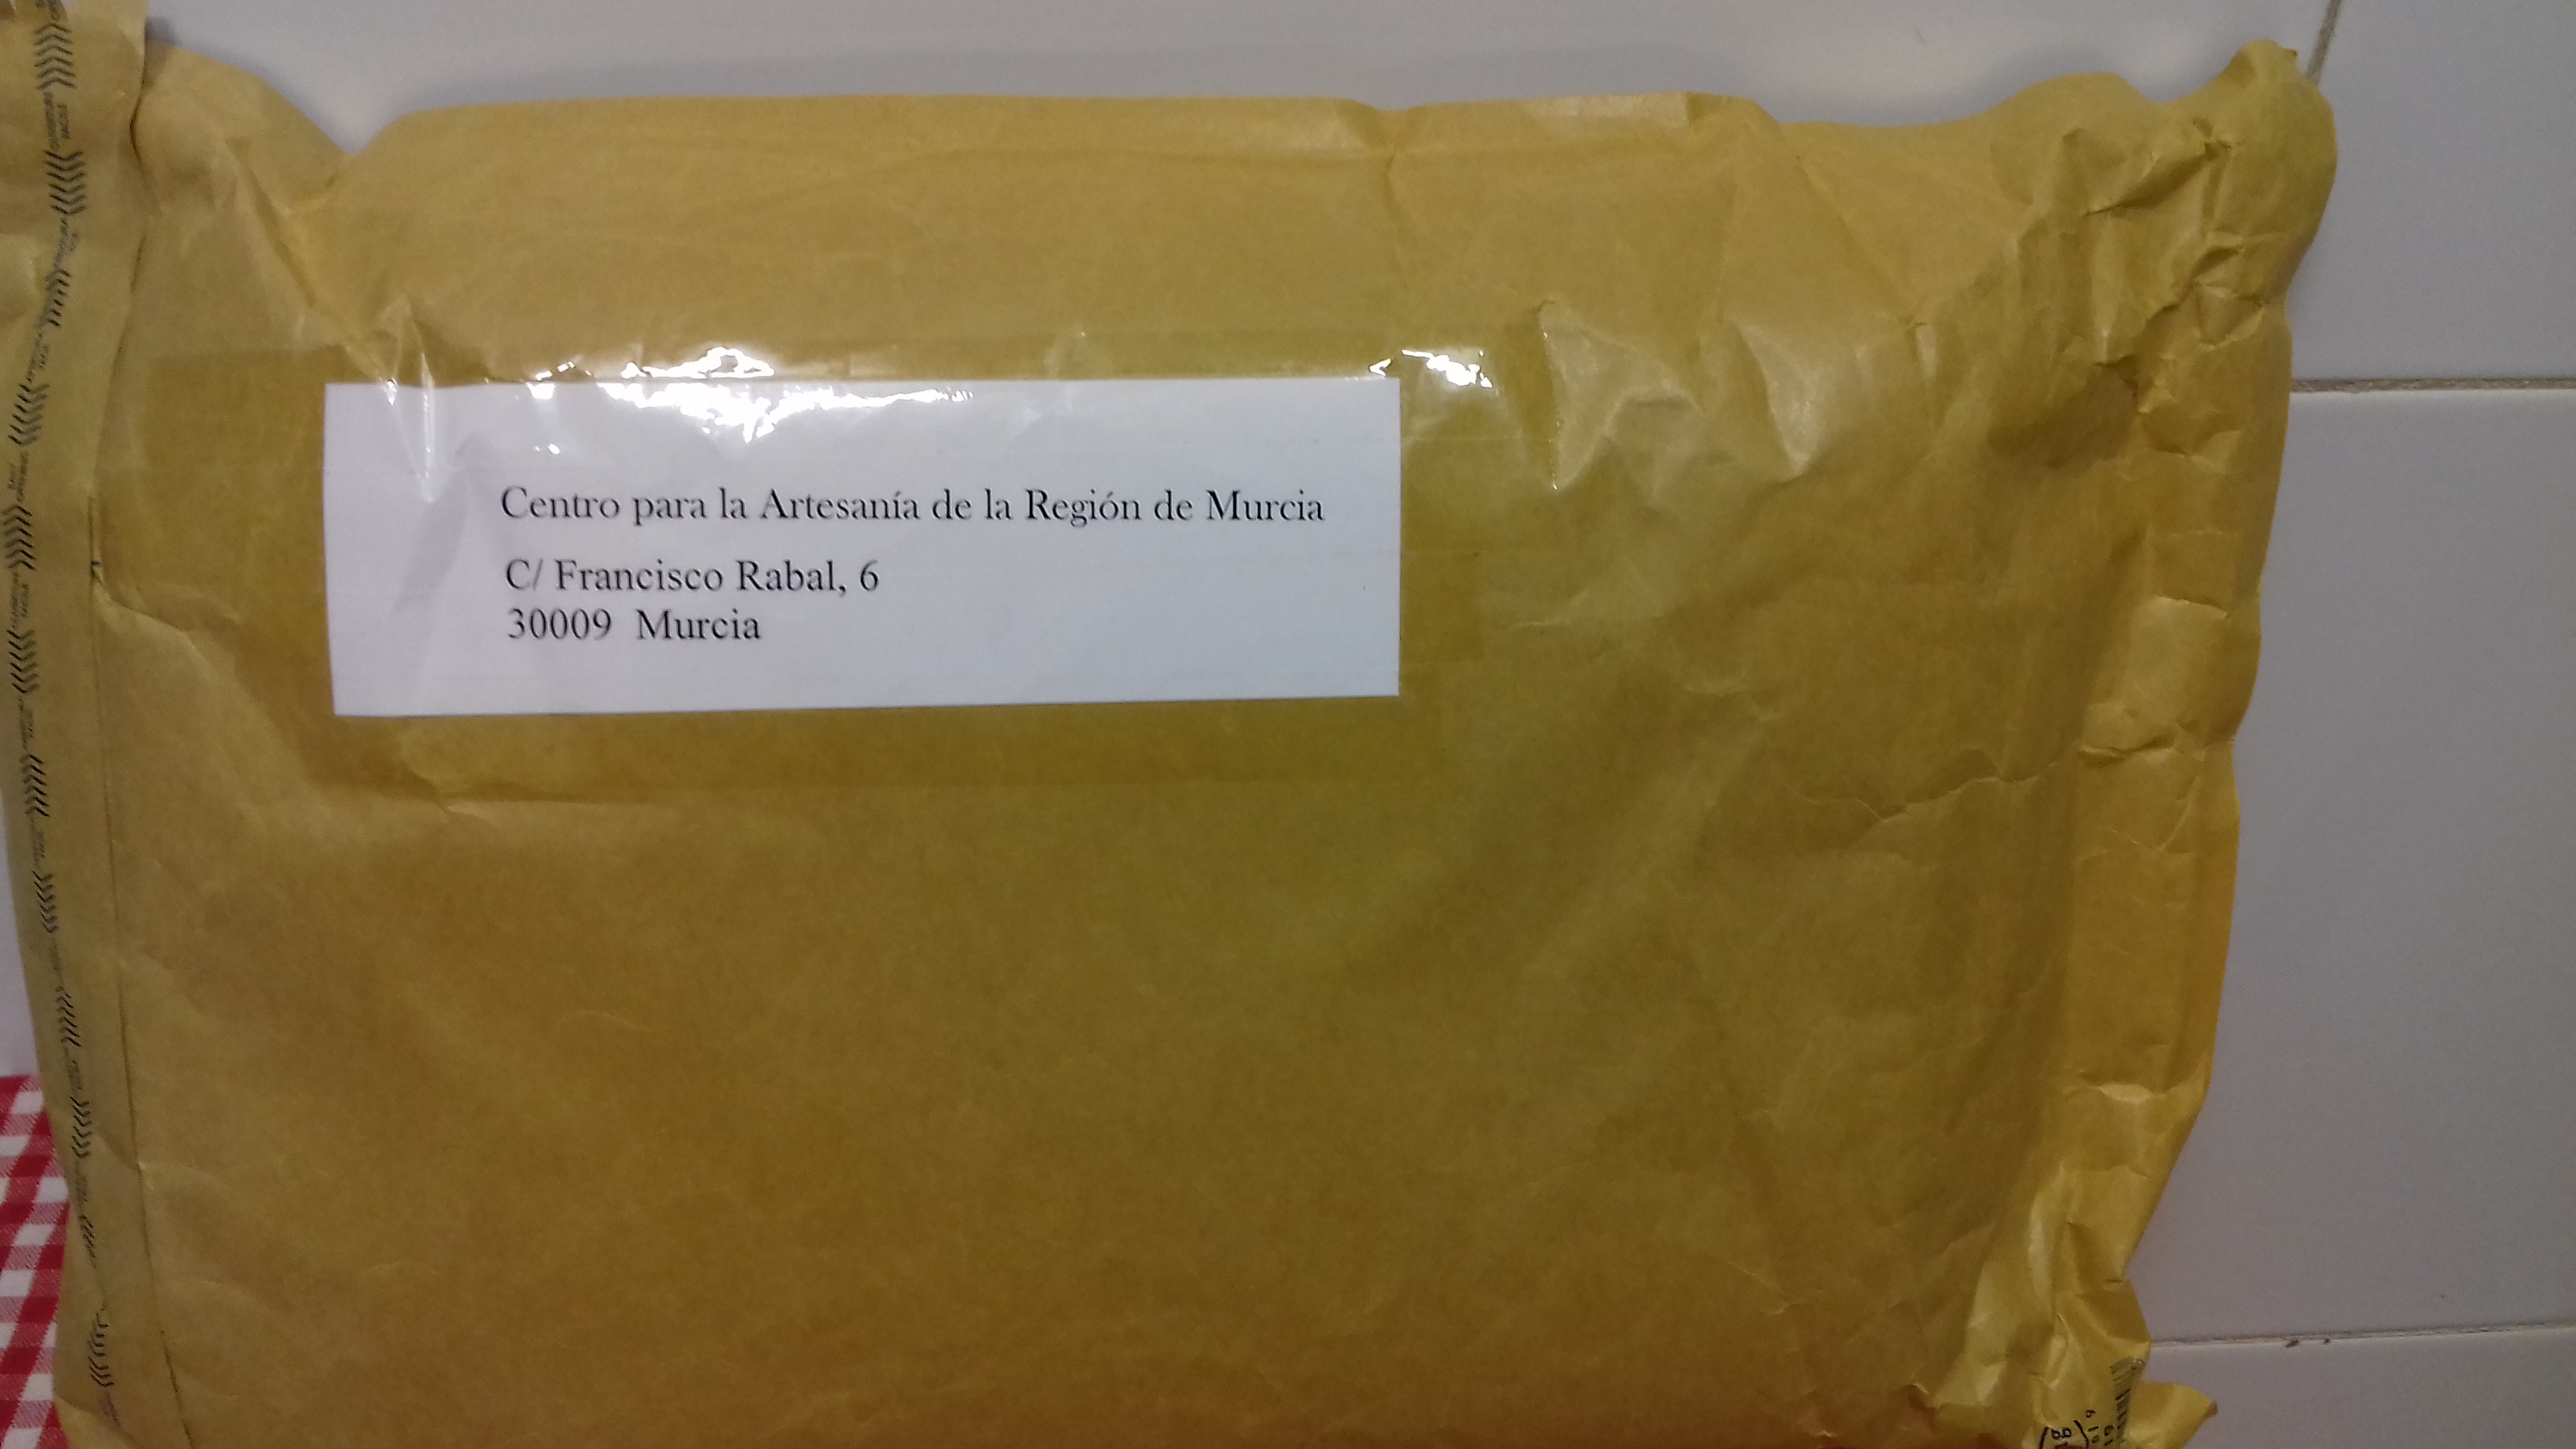 Centro para la Artesanía de la Región de Murcia
C/ Francisco Rabal, 6
30009 Murcia